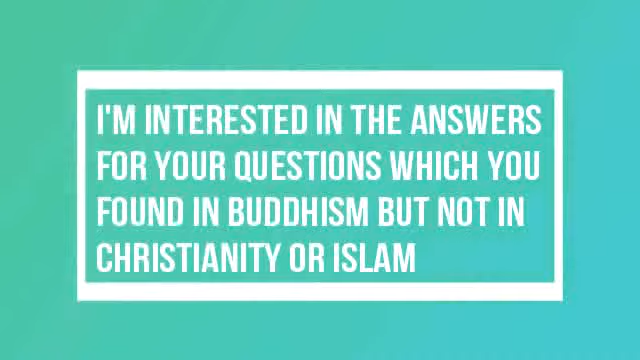 I'M INTERESTED IN THE ANSWERS
FOR YOUR QUESTIONS WHICH YOU
FOUND IN BUDDHISM BUT NOT IN
CHRISTIANITY OR ISLAM